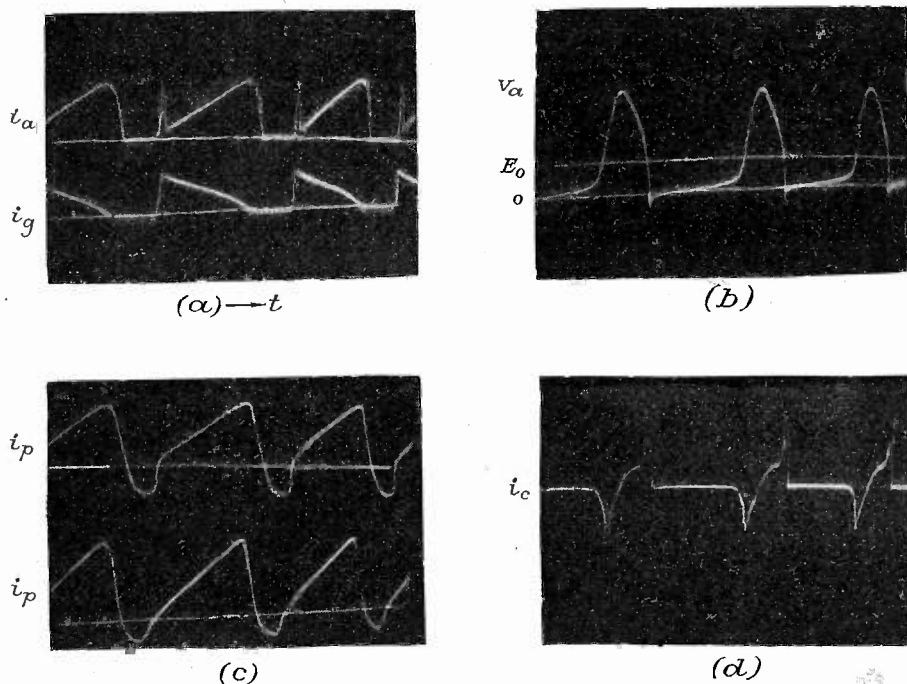 i_a
i_g
(a)→t
V_a
E_o
o
(b)
i_p
i_p
(c)
i_c
(d)